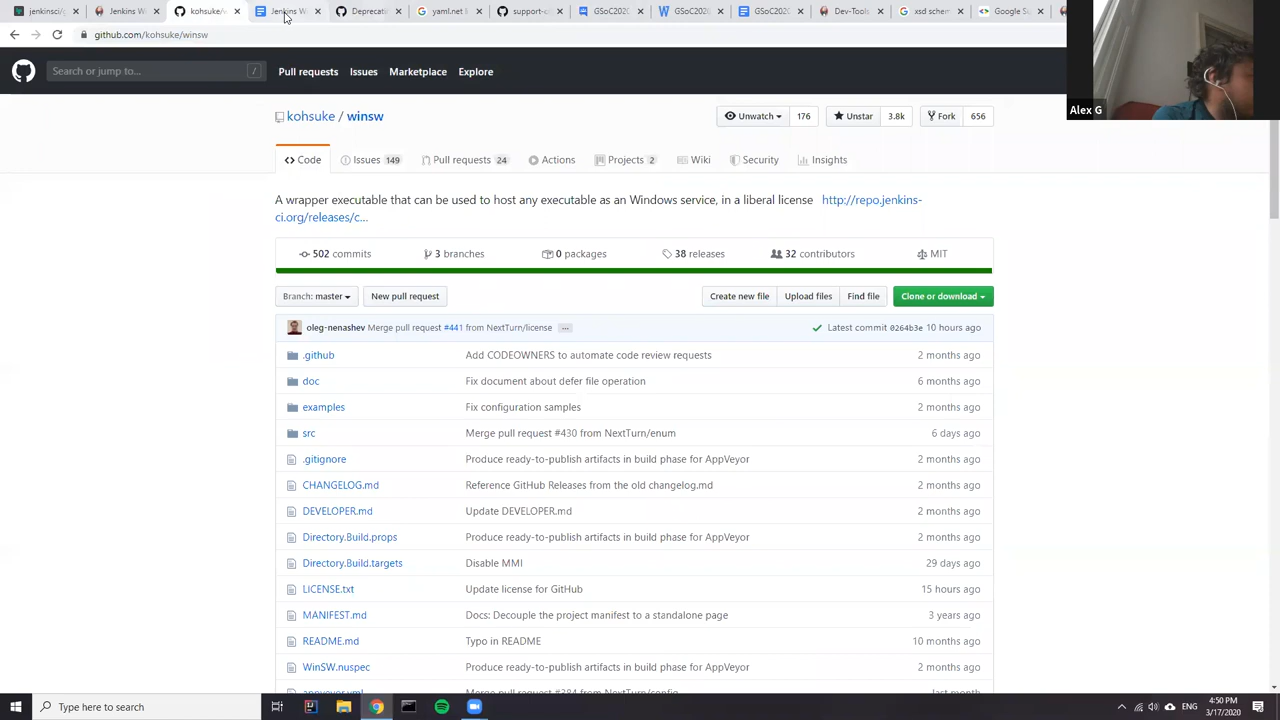 jenkinsci/
Jenkins W
kohsuke/
Jenkins W
Deprecatin
yaml.net
support-c
GSoC202
GSoC202
GSoC202
Dev-Tools
xsd schem
Google Su
github.com/kohsuke/winsw
Search or jump to...
/
Pull requests
Issues
Marketplace
Explore
Alex G
kohsuke / winsw
Unwatch
176
Unstar
3.8k
Fork
656
Code
Issues 149
Pull requests 24
Actions
Projects 2
Wiki
Security
Insights
A wrapper executable that can be used to host any executable as an Windows service, in a liberal license http://repo.jenkins-
ci.org/releases/c...
502 commits
3 branches
0 packages
38 releases
32 contributors
MIT
Branch: master
New pull request
Create new file
Upload files
Find file
Clone or download
oleg-nenashev Merge pull request #441 from NextTurn/license ...
Latest commit 0264b3e 10 hours ago
.github Add CODEOWNERS to automate code review requests 2 months ago
doc Fix document about defer file operation 6 months ago
examples Fix configuration samples 2 months ago
src Merge pull request #430 from NextTurn/enum 6 days ago
.gitignore Produce ready-to-publish artifacts in build phase for AppVeyor 2 months ago
CHANGELOG.md Reference GitHub Releases from the old changelog.md 2 months ago
DEVELOPER.md Update DEVELOPER.md 2 months ago
Directory.Build.props Produce ready-to-publish artifacts in build phase for AppVeyor 2 months ago
Directory.Build.targets Disable MMI 29 days ago
LICENSE.txt Update license for GitHub 15 hours ago
MANIFEST.md Docs: Decouple the project manifest to a standalone page 3 years ago
README.md Typo in README 10 months ago
WinSW.nuspec Produce ready-to-publish artifacts in build phase for AppVeyor 2 months ago
appveyor.yml Merge pull request #384 from NextTurn/config last month
Type here to search
ENG
4:50 PM
3/17/2020